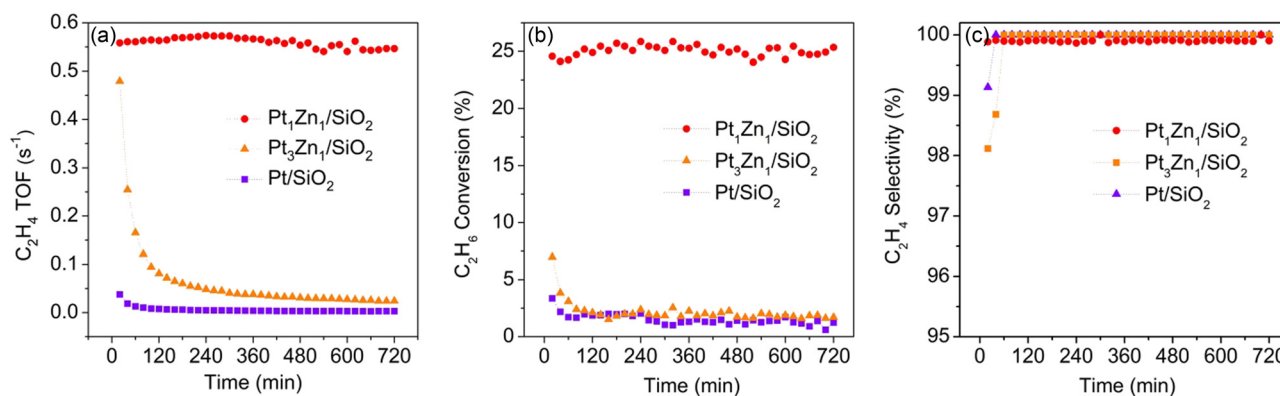 (a)
0.6
0.5
0.4
0.3
0.2
0.1
0.0
C₂H₄ TOF (s⁻¹)
Pt₁Zn₁/SiO₂
Pt₃Zn₁/SiO₂
Pt/SiO₂
0 120 240 360 480 600 720
Time (min)
(b)
25
20
15
10
5
0
C₂H₆ Conversion (%)
Pt₁Zn₁/SiO₂
Pt₃Zn₁/SiO₂
Pt/SiO₂
0 120 240 360 480 600 720
Time (min)
(c)
100
99
98
97
96
95
C₂H₄ Selectivity (%)
Pt₁Zn₁/SiO₂
Pt₃Zn₁/SiO₂
Pt/SiO₂
0 120 240 360 480 600 720
Time (min)